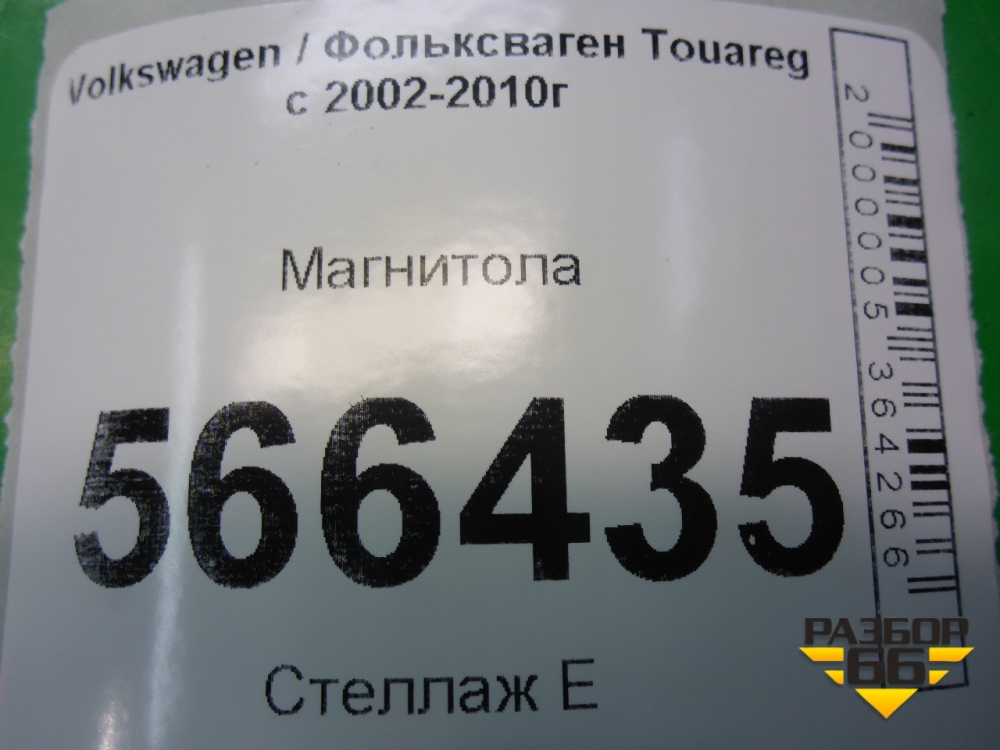 Volkswagen / Фольксваген Touareg
с 2002-2010г
Магнитола
566435
Стеллаж Е
2000005364266
РАЗБОР
66